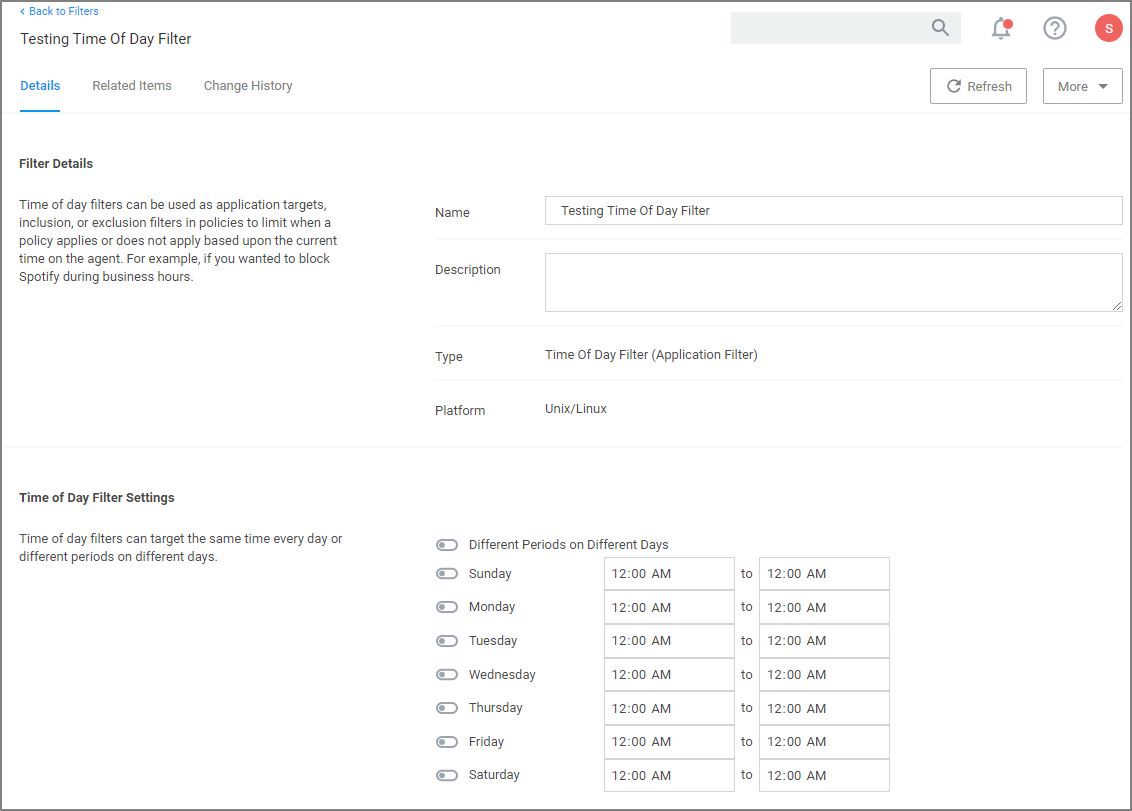 Back to Filters
Testing Time Of Day Filter
S
Details Related Items Change History
Refresh More
Filter Details
Time of day filters can be used as application targets,
inclusion, or exclusion filters in policies to limit when a
policy applies or does not apply based upon the current
time on the agent. For example, if you wanted to block
Spotify during business hours.
Name Testing Time Of Day Filter
Description
Type Time Of Day Filter (Application Filter)
Platform Unix/Linux
Time of Day Filter Settings
Time of day filters can target the same time every day or
different periods on different days.
Different Periods on Different Days
Sunday 12:00 AM to 12:00 AM
Monday 12:00 AM to 12:00 AM
Tuesday 12:00 AM to 12:00 AM
Wednesday 12:00 AM to 12:00 AM
Thursday 12:00 AM to 12:00 AM
Friday 12:00 AM to 12:00 AM
Saturday 12:00 AM to 12:00 AM